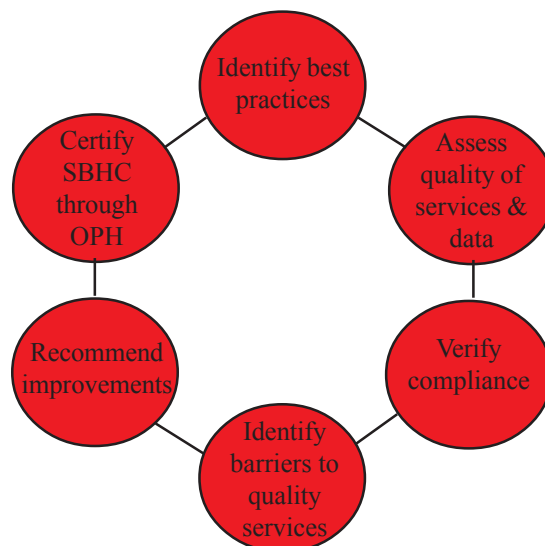 Identify best
practices
Assess
quality of
services &
data
Verify
compliance
Identify
barriers to
quality
services
Recommend
improvements
Certify
SBHC
through
OPH